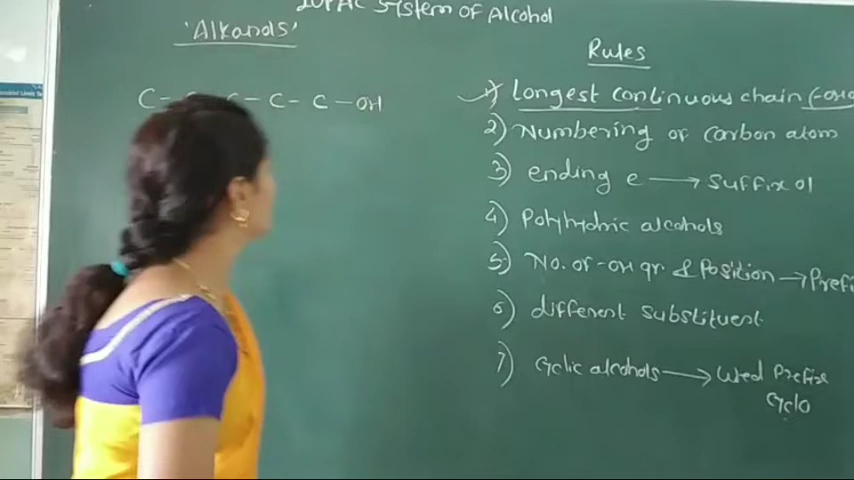 IUPAC System of Alcohol
'Alkanols'
Rules
C - C - C - C - C - OH
1) Longest continuous chain (-OH
2) Numbering of carbon atom
3) ending e → suffix ol
4) Polyhydric alcohols
5) No. of -OH gr & Position → Prefi
6) different substituent
7) cyclic alcohols → Used Prefix
cyclo